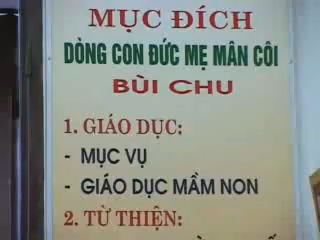 MỤC ĐÍCH
DÒNG CON ĐỨC MẸ MÂN CÔI
BÙI CHU
1. GIÁO DỤC:
- MỤC VỤ
- GIÁO DỤC MẦM NON
2. TỪ THIỆN: